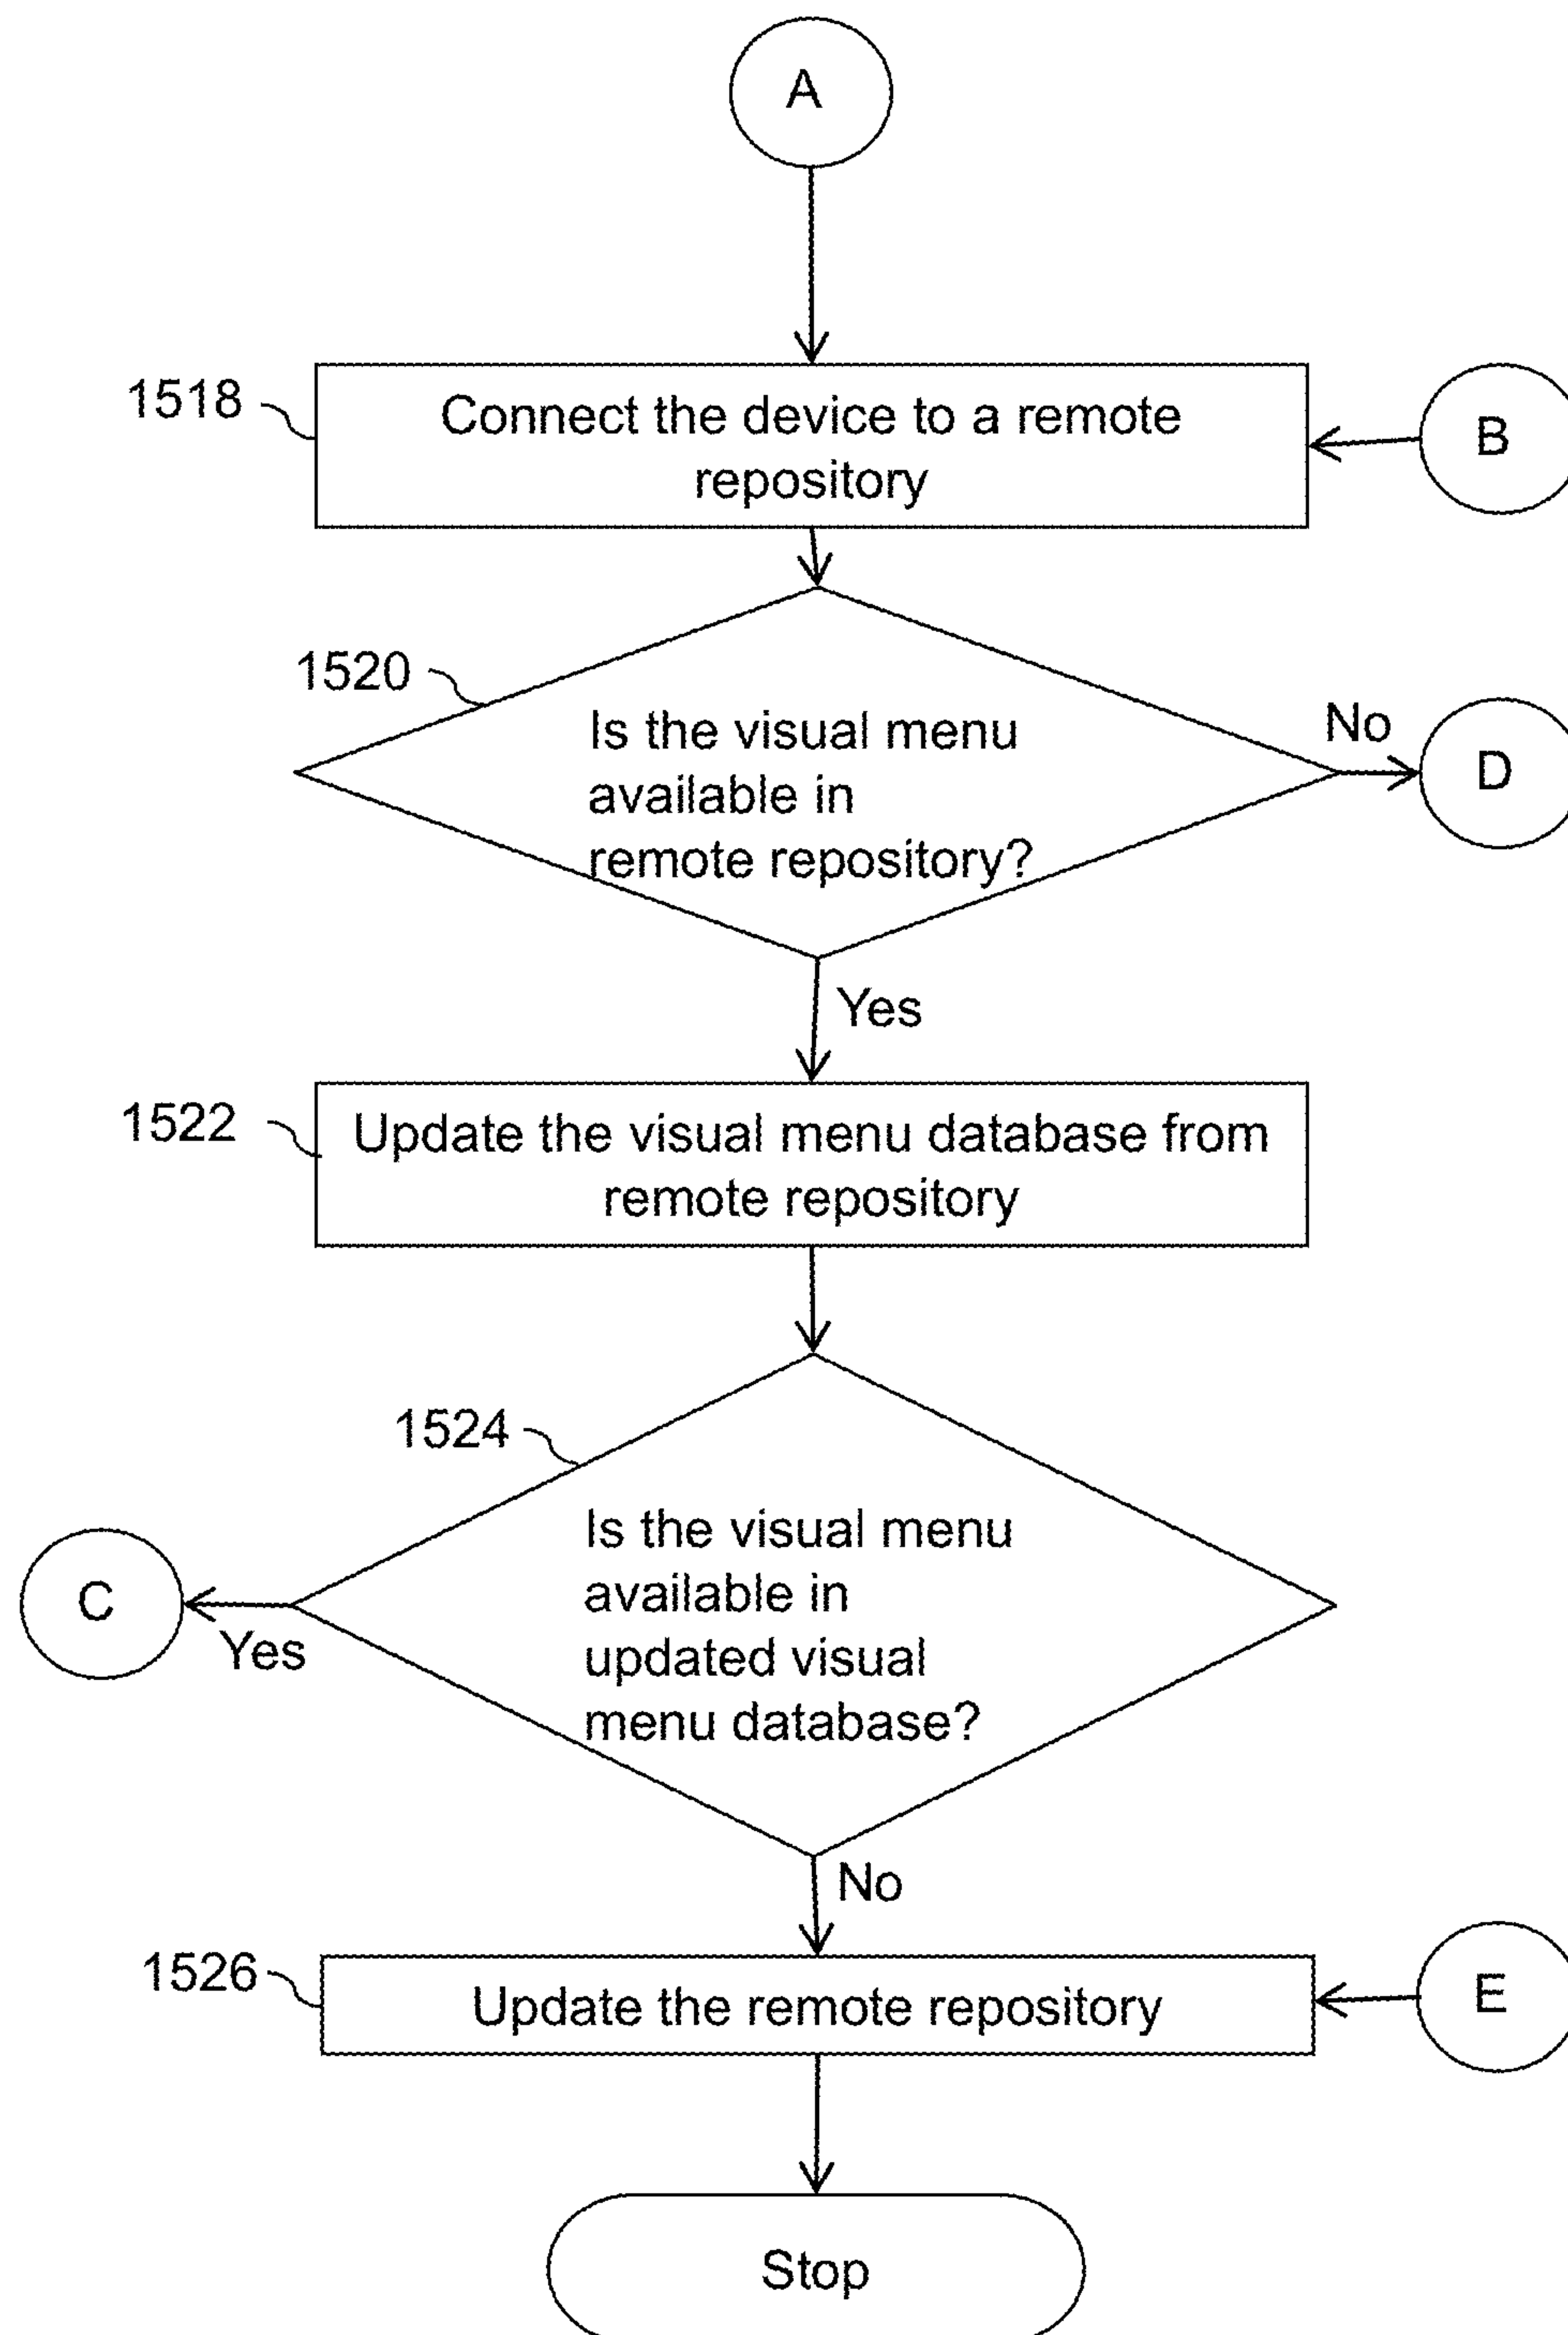 A
1518
Connect the device to a remote
repository
B
1520
Is the visual menu
available in
remote repository?
No
D
Yes
1522
Update the visual menu database from
remote repository
1524
Is the visual menu
available in
updated visual
menu database?
C
Yes
No
1526
Update the remote repository
E
Stop